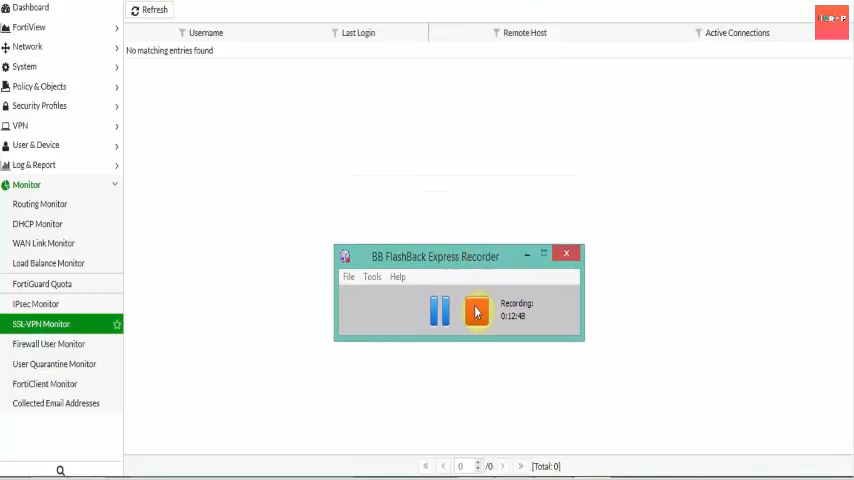 Dashboard
FortiView
Network
System
Policy & Objects
Security Profiles
VPN
User & Device
Log & Report
Monitor
Routing Monitor
DHCP Monitor
WAN Link Monitor
Load Balance Monitor
FortiGuard Quota
IPsec Monitor
SSL-VPN Monitor
Firewall User Monitor
User Quarantine Monitor
FortiClient Monitor
Collected Email Addresses
Refresh
Username Last Login Remote Host Active Connections
No matching entries found
BB FlashBack Express Recorder
File Tools Help
Recording:
0:12:48
0 /0 [Total: 0]